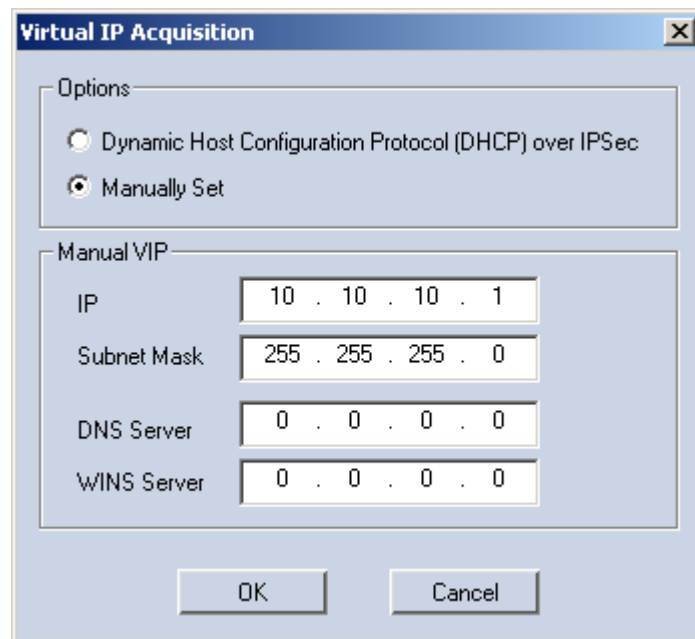 Virtual IP Acquisition
Options
Dynamic Host Configuration Protocol (DHCP) over IPSec
Manually Set
Manual VIP
IP 10 . 10 . 10 . 1
Subnet Mask 255 . 255 . 255 . 0
DNS Server 0 . 0 . 0 . 0
WINS Server 0 . 0 . 0 . 0
OK Cancel